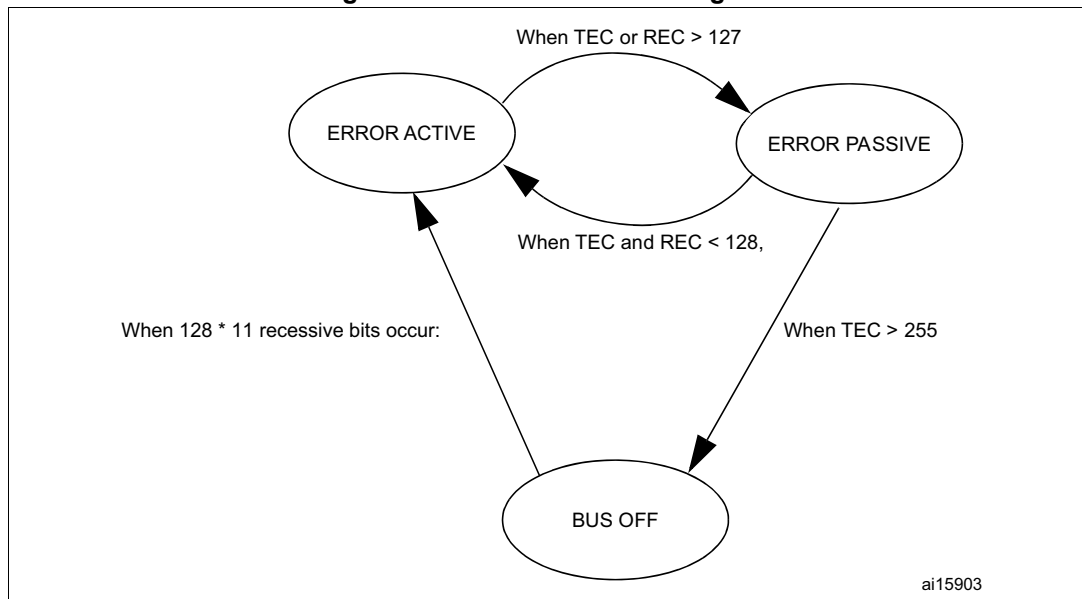 When TEC or REC > 127
ERROR ACTIVE
ERROR PASSIVE
When TEC and REC < 128,
When 128 * 11 recessive bits occur:
When TEC > 255
BUS OFF
ai15903